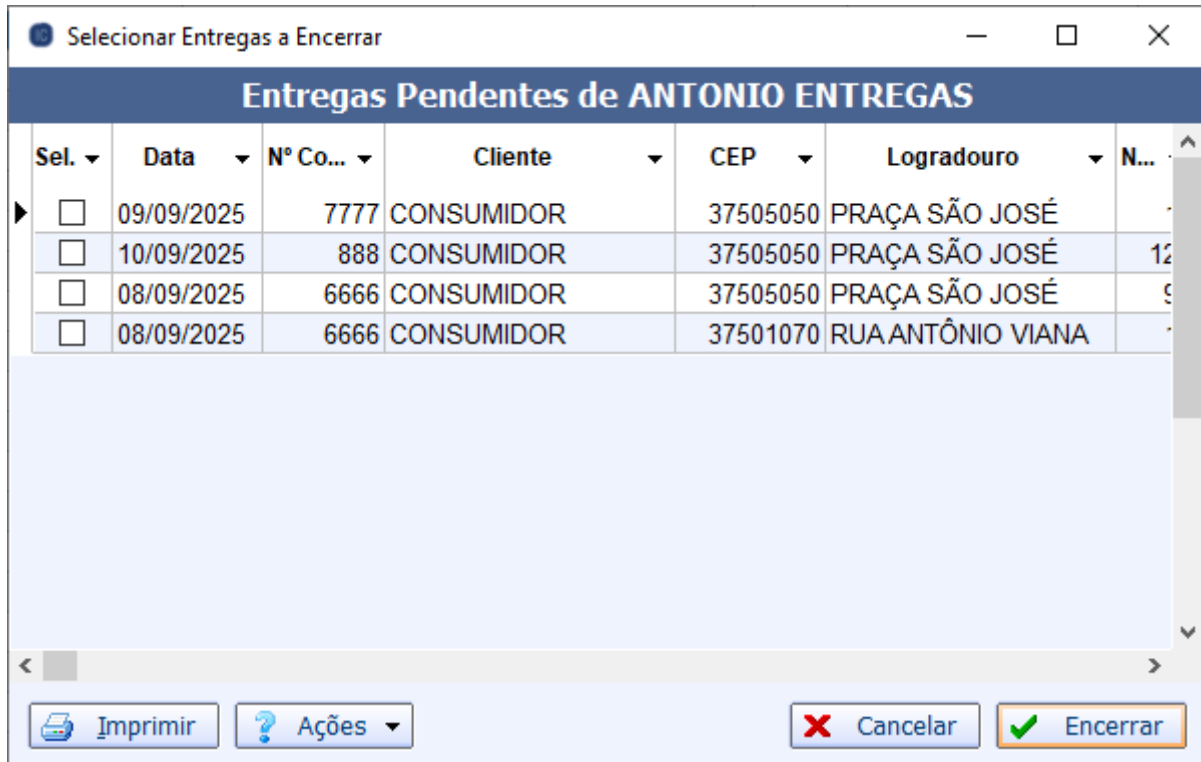 Selecionar Entregas a Encerrar
Entregas Pendentes de ANTONIO ENTREGAS
Sel. Data Nº Co... Cliente CEP Logradouro N...
09/09/2025 7777 CONSUMIDOR 37505050 PRAÇA SÃO JOSÉ
10/09/2025 888 CONSUMIDOR 37505050 PRAÇA SÃO JOSÉ 12
08/09/2025 6666 CONSUMIDOR 37505050 PRAÇA SÃO JOSÉ
08/09/2025 6666 CONSUMIDOR 37501070 RUA ANTÔNIO VIANA
Imprimir Ações Cancelar Encerrar